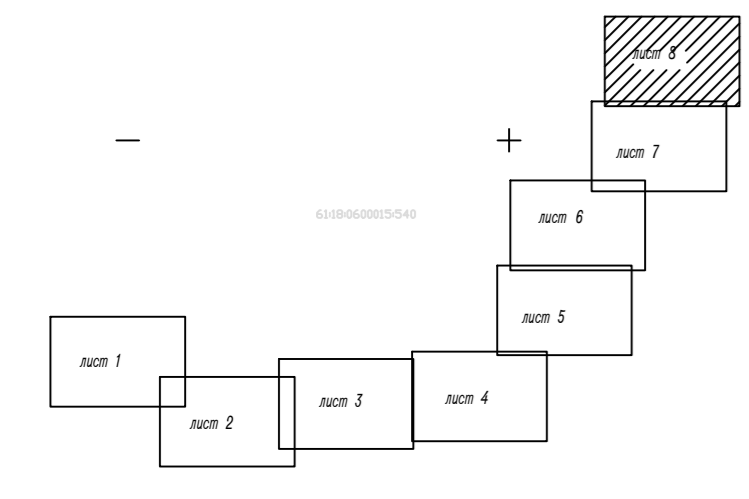 лист 8
лист 7
61:18:0600015:540
лист 6
лист 5
лист 1
лист 2
лист 3
лист 4